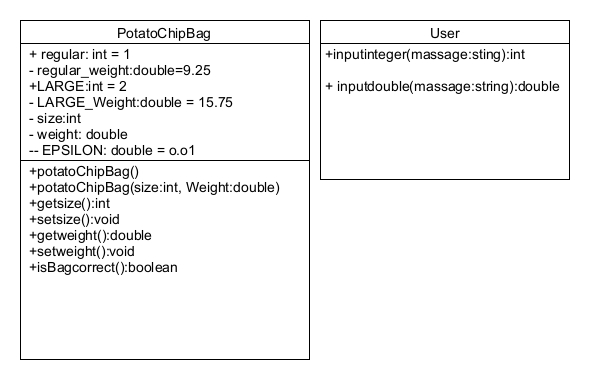 PotatoChipBag
+ regular: int = 1
- regular_weight:double=9.25
+LARGE:int = 2
- LARGE_Weight:double = 15.75
- size:int
- weight: double
-- EPSILON: double = o.o1
+potatoChipBag()
+potatoChipBag(size:int, Weight:double)
+getsize():int
+setsize():void
+getweight():double
+setweight():void
+isBagcorrect():boolean
User
+inputinteger(massage:sting):int
+ inputdouble(massage:string):double